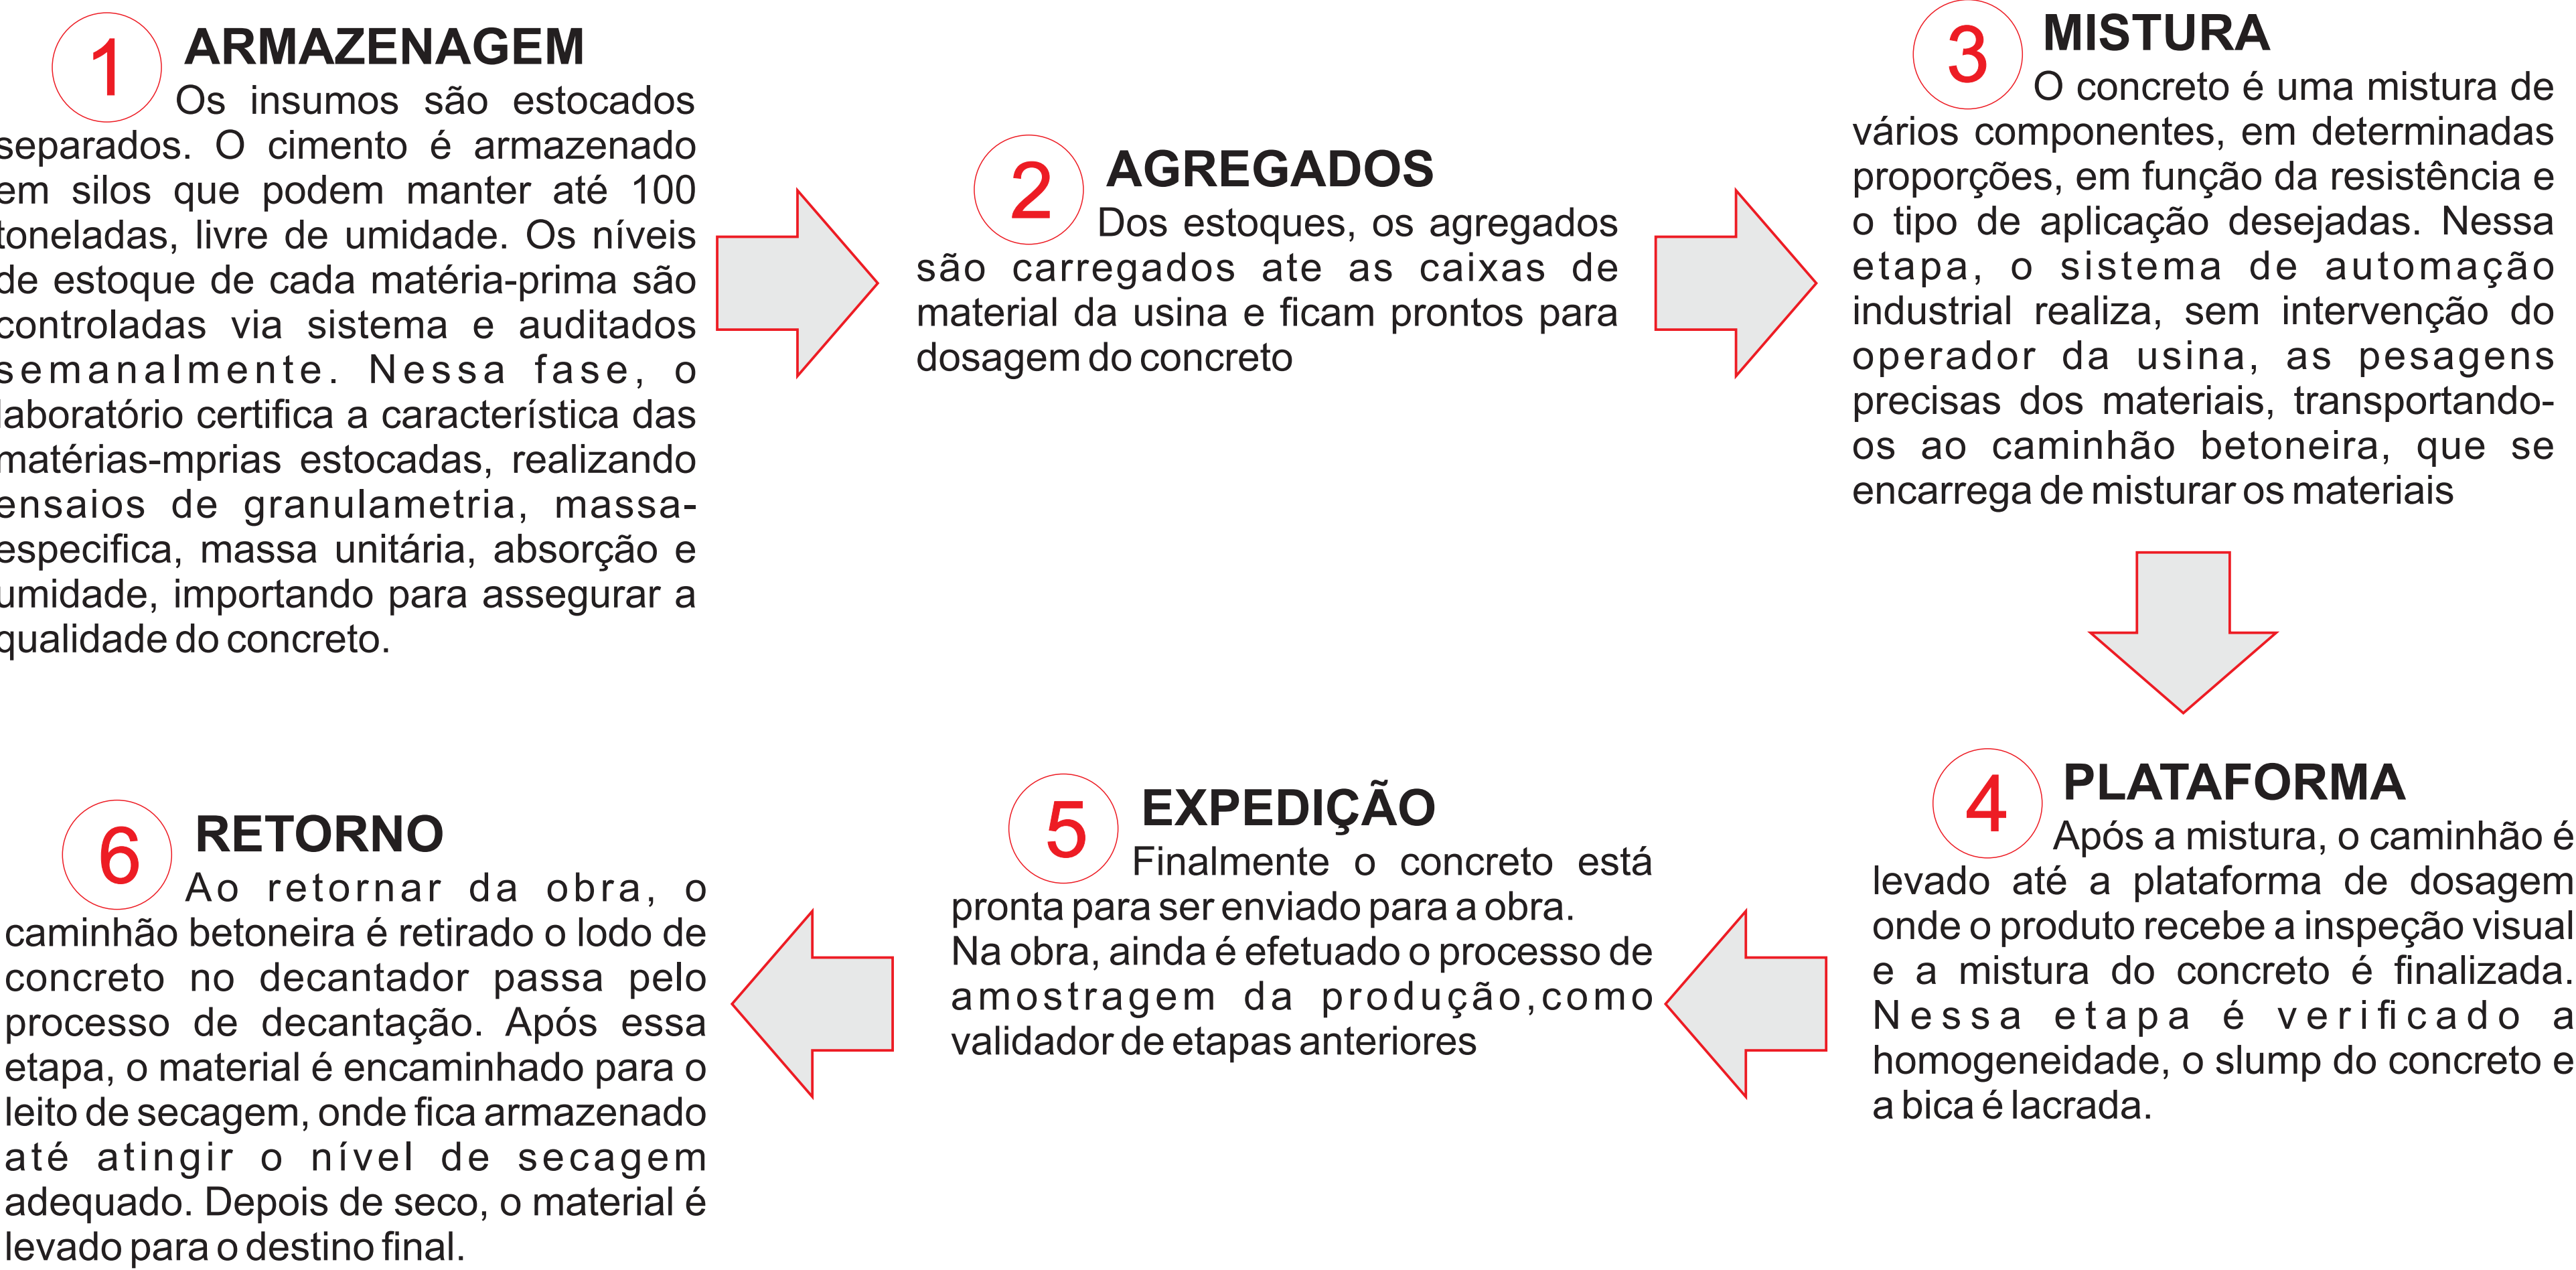 1 ARMAZENAGEM
Os insumos são estocados
separados. O cimento é armazenado
em silos que podem manter até 100
toneladas, livre de umidade. Os níveis
de estoque de cada matéria-prima são
controladas via sistema e auditados
semanalmente. Nessa fase, o
laboratório certifica a característica das
matérias-mprias estocadas, realizando
ensaios de granulametria, massa-
especifica, massa unitária, absorção e
umidade, importando para assegurar a
qualidade do concreto.
2 AGREGADOS
Dos estoques, os agregados
são carregados ate as caixas de
material da usina e ficam prontos para
dosagem do concreto
3 MISTURA
O concreto é uma mistura de
vários componentes, em determinadas
proporções, em função da resistência e
o tipo de aplicação desejadas. Nessa
etapa, o sistema de automação
industrial realiza, sem intervenção do
operador da usina, as pesagens
precisas dos materiais, transportando-
os ao caminhão betoneira, que se
encarrega de misturar os materiais
4 PLATAFORMA
Após a mistura, o caminhão é
levado até a plataforma de dosagem
onde o produto recebe a inspeção visual
e a mistura do concreto é finalizada.
Nessa etapa é verificado a
homogeneidade, o slump do concreto e
a bica é lacrada.
5 EXPEDIÇÃO
Finalmente o concreto está
pronta para ser enviado para a obra.
Na obra, ainda é efetuado o processo de
amostragem da produção,como
validador de etapas anteriores
6 RETORNO
Ao retornar da obra, o
caminhão betoneira é retirado o lodo de
concreto no decantador passa pelo
processo de decantação. Após essa
etapa, o material é encaminhado para o
leito de secagem, onde fica armazenado
até atingir o nível de secagem
adequado. Depois de seco, o material é
levado para o destino final.